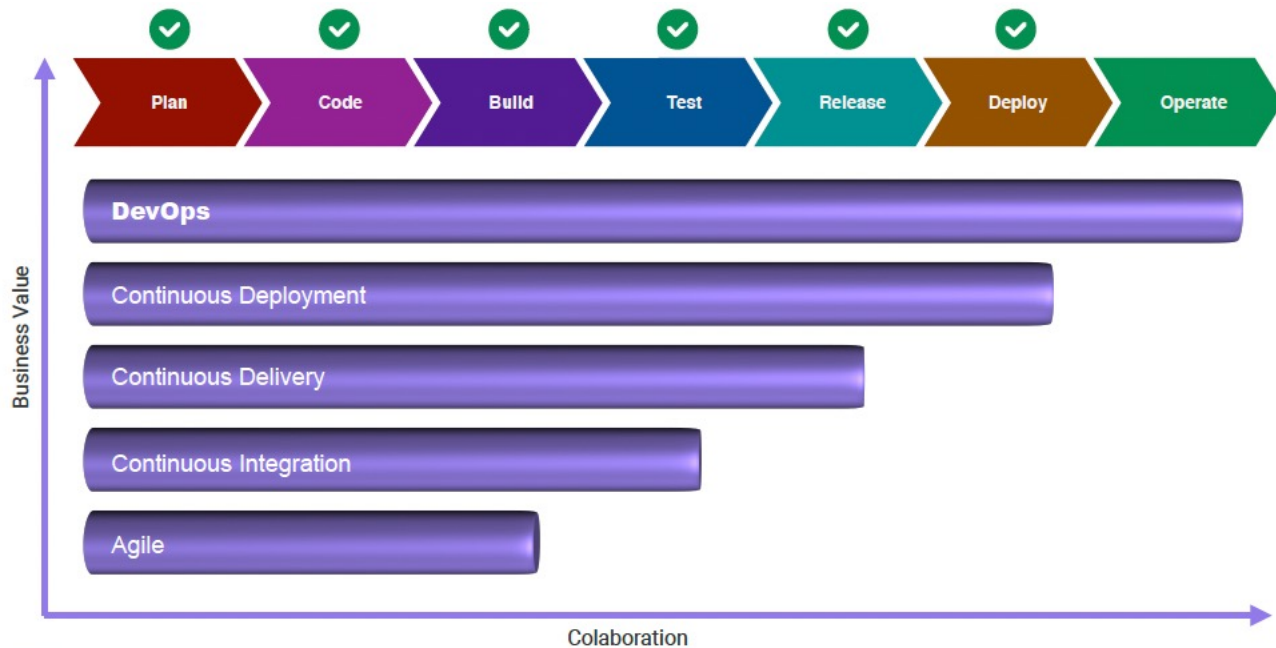 Plan
Code
Build
Test
Release
Deploy
Operate
DevOps
Continuous Deployment
Continuous Delivery
Continuous Integration
Agile
Business Value
Colaboration